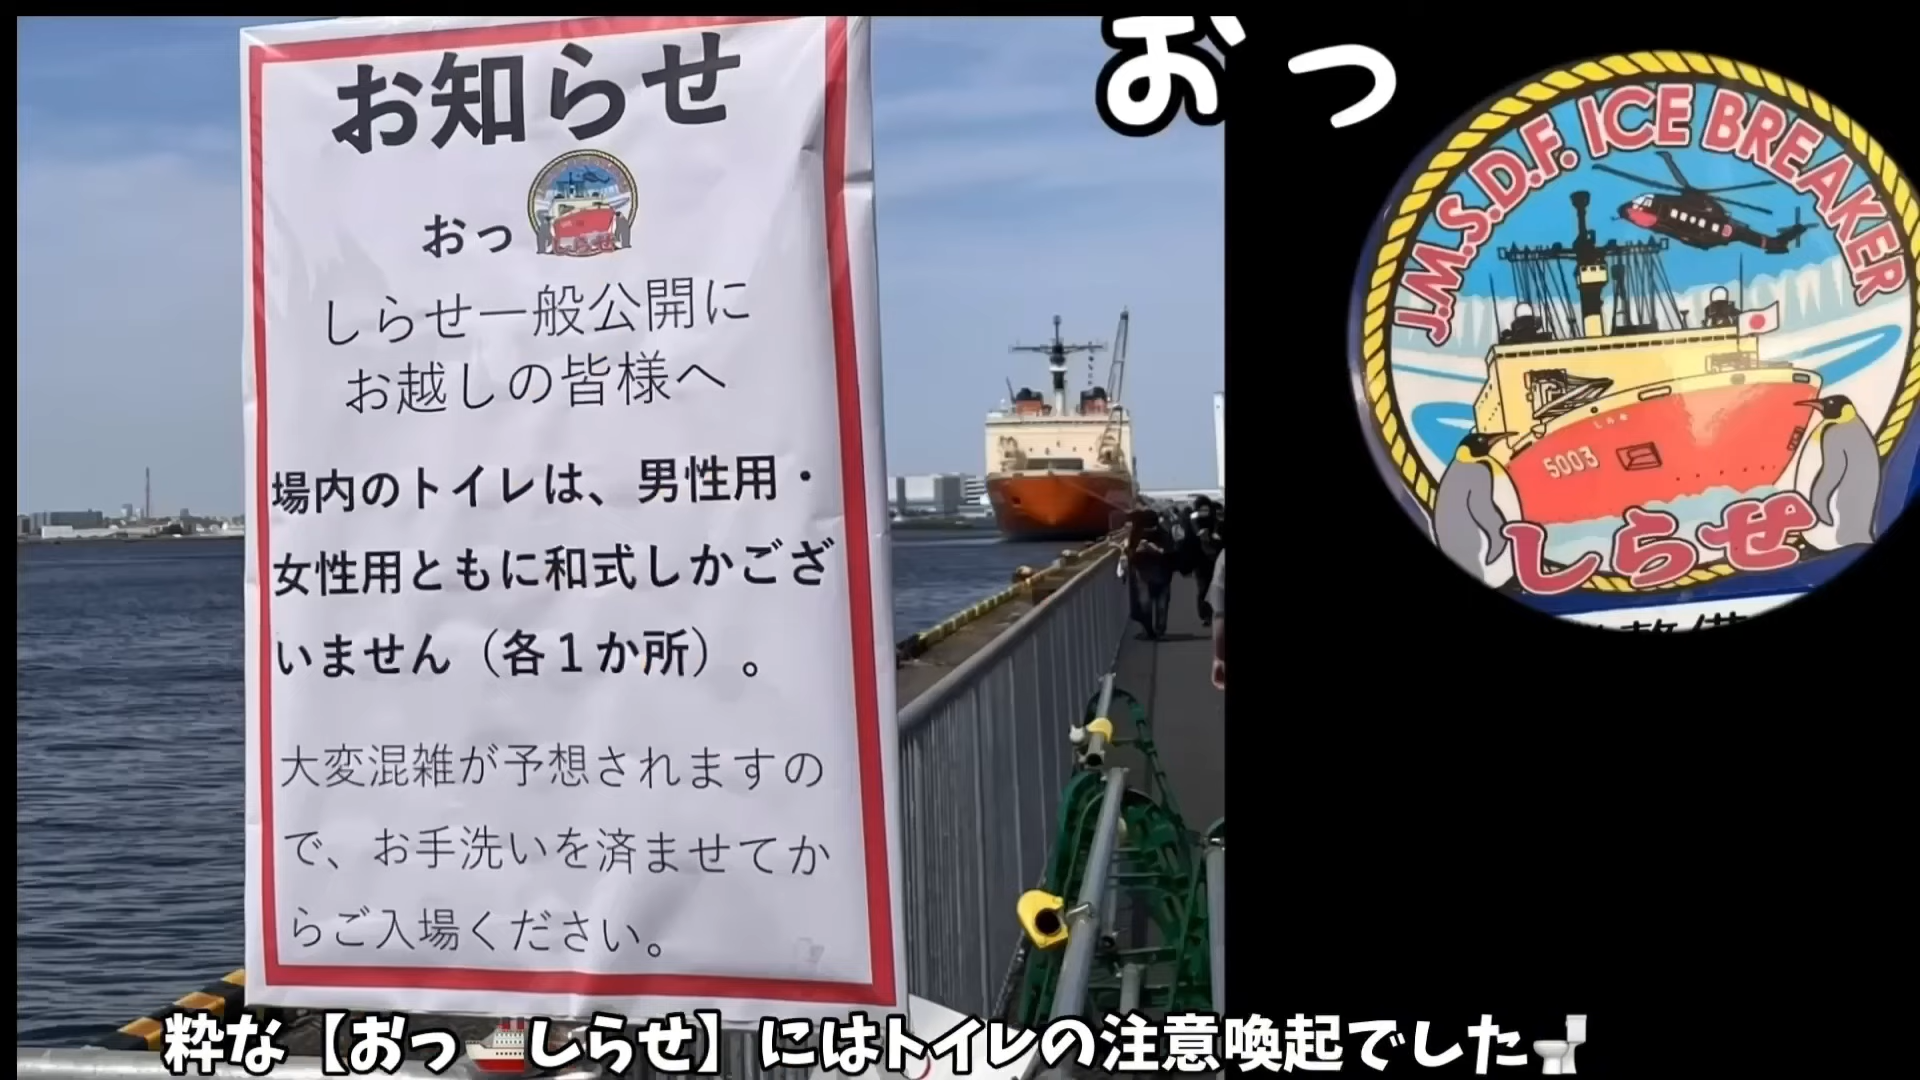 お知らせ
おっ しらせ
しらせ一般公開に
お越しの皆様へ
場内のトイレは、男性用・
女性用ともに和式しかござ
いません（各１か所）。
大変混雑が予想されますの
で、お手洗いを済ませてか
らご入場ください。
おっ
J.M.S.D.F. ICE BREAKER
5003
しらせ
粋な【おっ🚢しらせ】にはトイレの注意喚起でした🚽